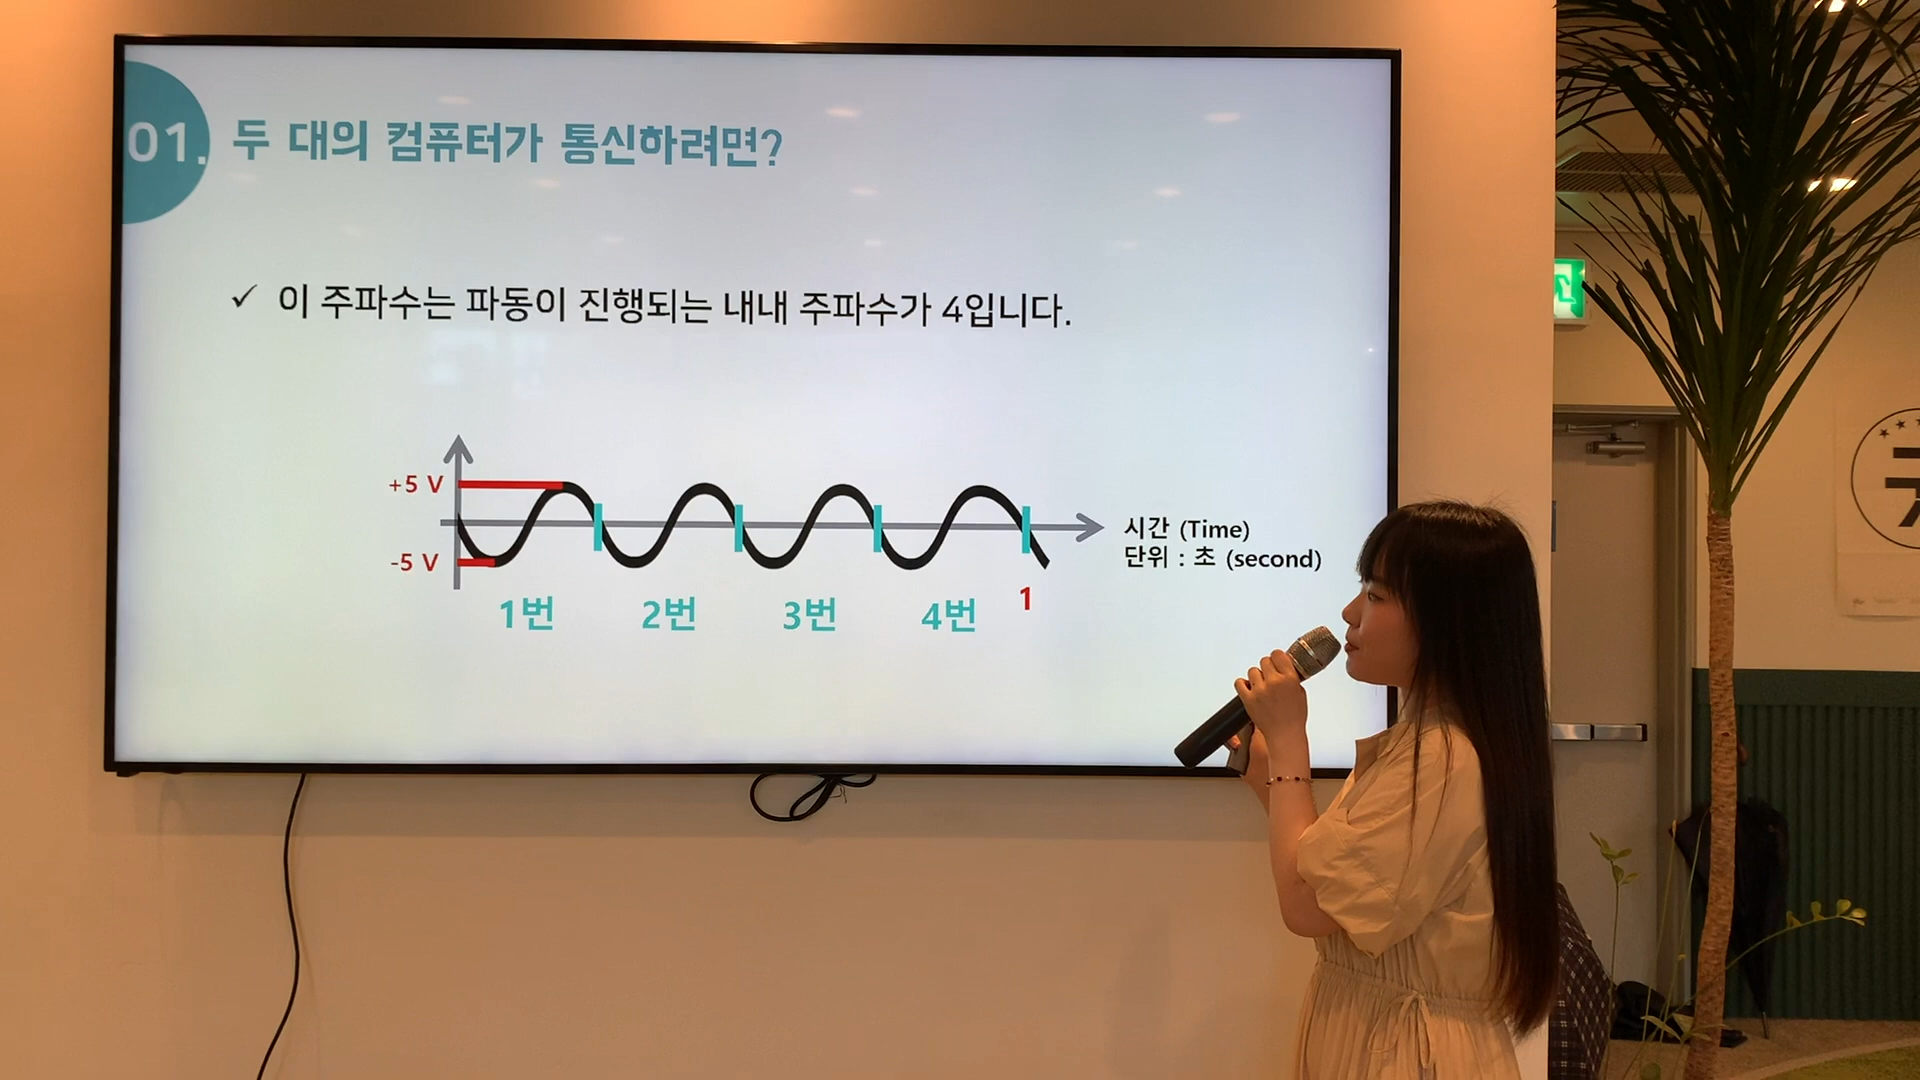 01. 두 대의 컴퓨터가 통신하려면?
✓ 이 주파수는 파동이 진행되는 내내 주파수가 4입니다.
+5 V
-5 V
시간 (Time)
단위 : 초 (second)
1번 2번 3번 4번 1